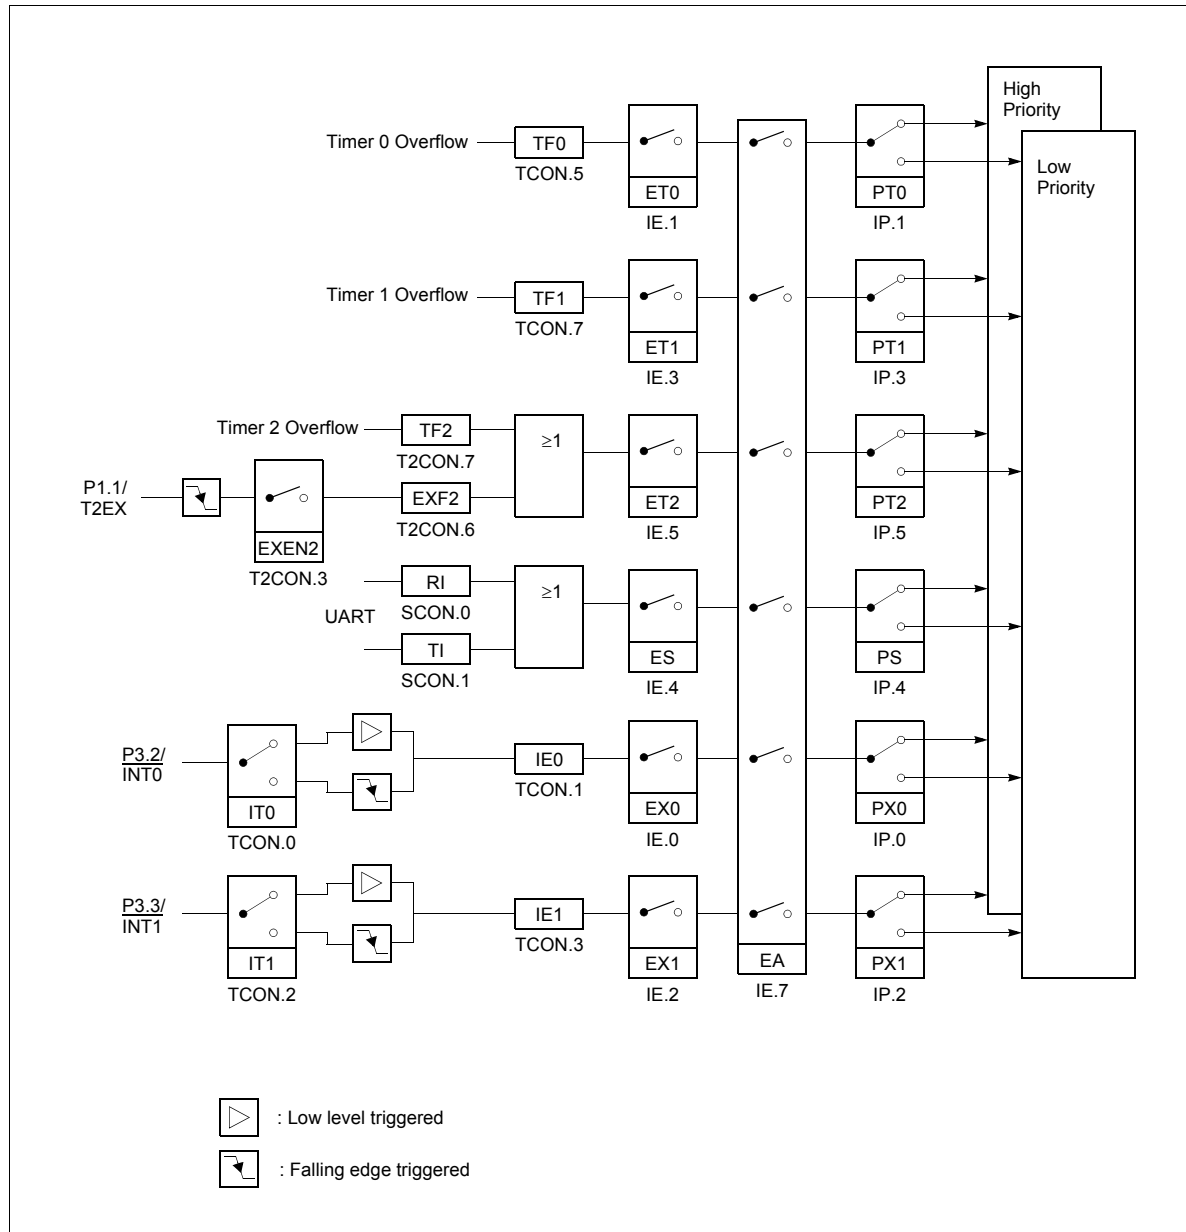 High
Priority
Low
Priority
Timer 0 Overflow
TF0
TCON.5
ET0
IE.1
PT0
IP.1
Timer 1 Overflow
TF1
TCON.7
ET1
IE.3
PT1
IP.3
Timer 2 Overflow
TF2
T2CON.7
≥1
P1.1/
T2EX
EXEN2
T2CON.3
EXF2
T2CON.6
ET2
IE.5
PT2
IP.5
UART
RI
SCON.0
TI
SCON.1
≥1
ES
IE.4
PS
IP.4
P3.2/
INT0
IT0
TCON.0
IE0
TCON.1
EX0
IE.0
PX0
IP.0
P3.3/
INT1
IT1
TCON.2
IE1
TCON.3
EX1
IE.2
EA
IE.7
PX1
IP.2
: Low level triggered
: Falling edge triggered